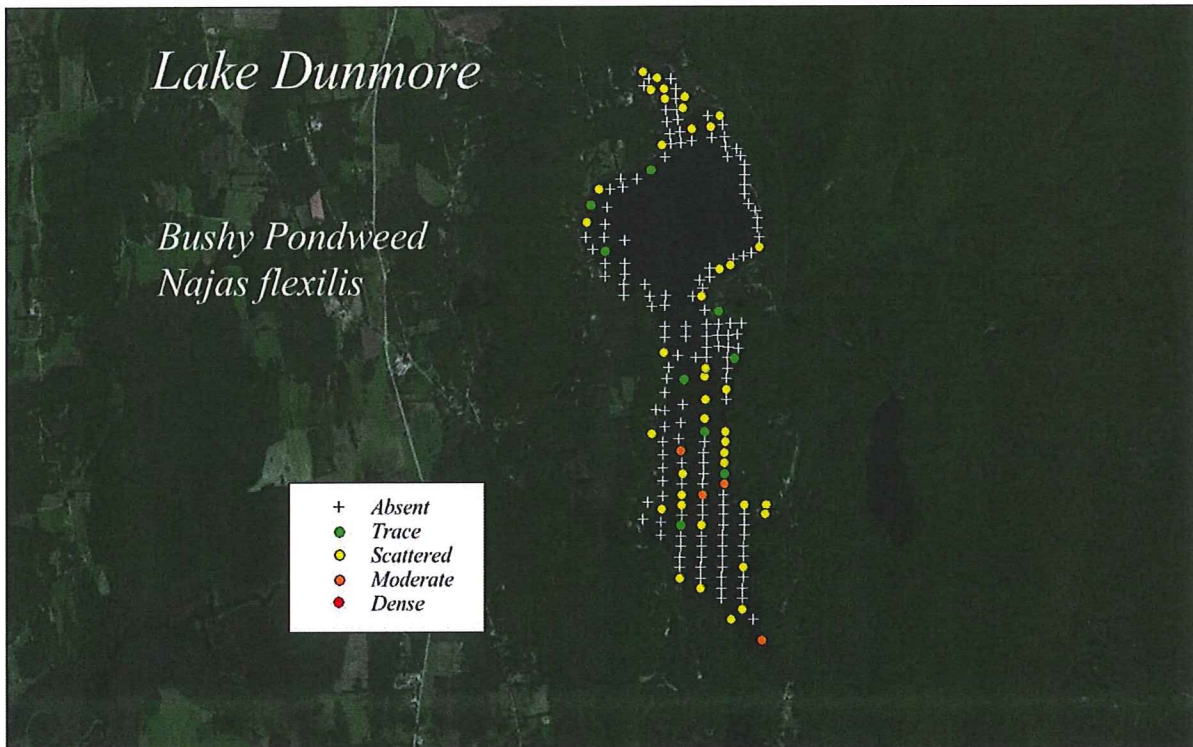 Lake Dunmore
Bushy Pondweed
Najas flexilis
Absent
Trace
Scattered
Moderate
Dense